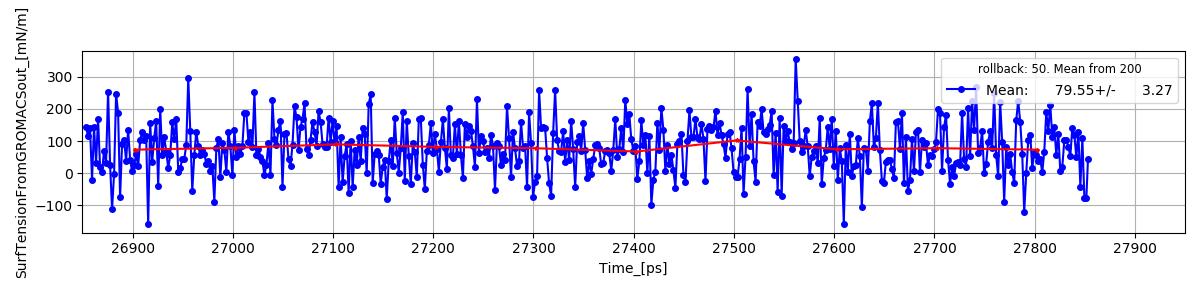 SurfTensionFromGROMACSout_[mN/m]
300
200
100
0
−100
rollback: 50. Mean from 200
Mean: 79.55+/- 3.27
26900 27000 27100 27200 27300 27400 27500 27600 27700 27800 27900
Time_[ps]